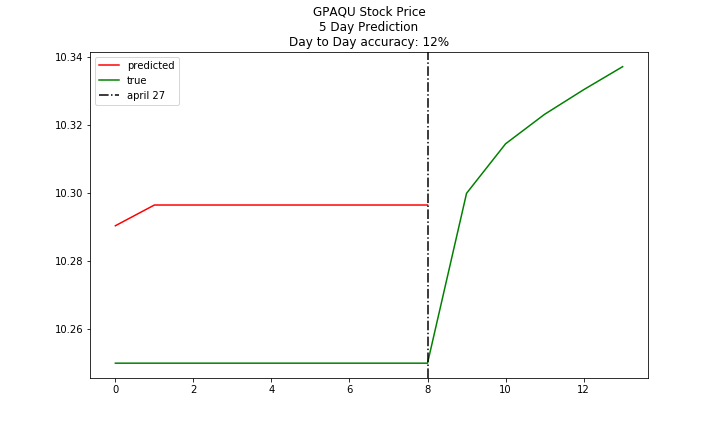 GPAQU Stock Price
5 Day Prediction
Day to Day accuracy: 12%
predicted
true
april 27
10.34
10.32
10.30
10.28
10.26
0 2 4 6 8 10 12